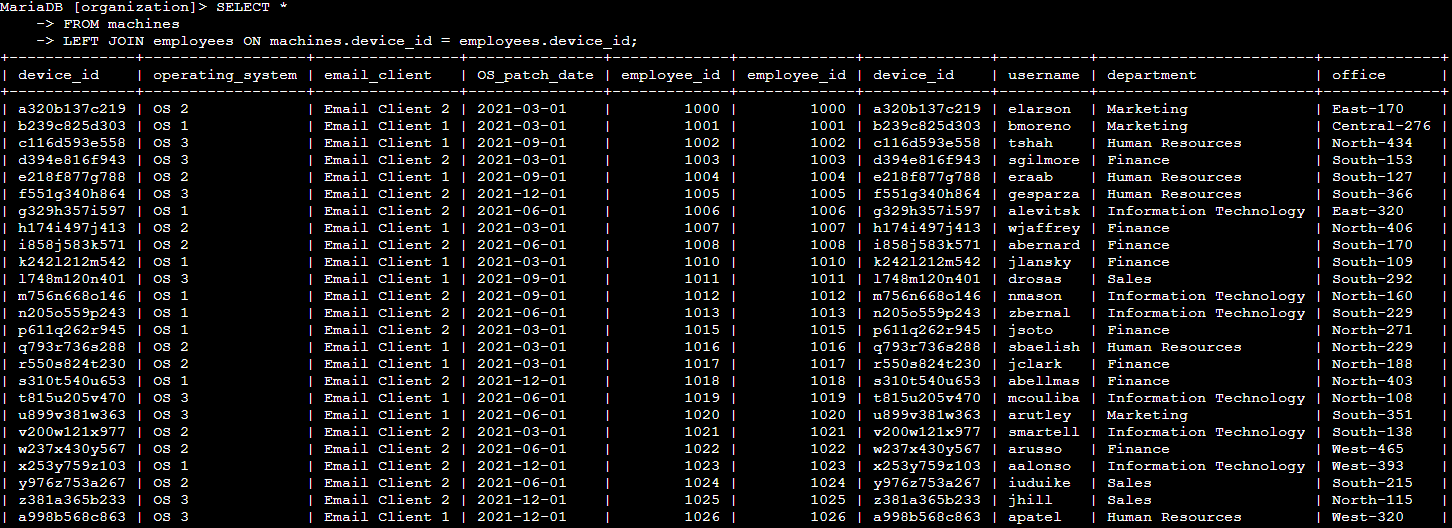 MariaDB [organization]> SELECT *
    -> FROM machines
    -> LEFT JOIN employees ON machines.device_id = employees.device_id;
| device_id | operating_system | email_client | OS_patch_date | employee_id | employee_id | device_id | username | department | office |
| a320b137c219 | OS 2 | Email Client 2 | 2021-03-01 | 1000 | 1000 | a320b137c219 | elarson | Marketing | East-170 |
| b239c825d303 | OS 1 | Email Client 1 | 2021-03-01 | 1001 | 1001 | b239c825d303 | bmoreno | Marketing | Central-276 |
| c116d593e558 | OS 3 | Email Client 1 | 2021-09-01 | 1002 | 1002 | c116d593e558 | tshah | Human Resources | North-434 |
| d394e816f943 | OS 3 | Email Client 2 | 2021-03-01 | 1003 | 1003 | d394e816f943 | sgilmore | Finance | South-153 |
| e218f877g788 | OS 2 | Email Client 1 | 2021-09-01 | 1004 | 1004 | e218f877g788 | eraab | Human Resources | South-127 |
| f551g340h864 | OS 3 | Email Client 2 | 2021-12-01 | 1005 | 1005 | f551g340h864 | gesparza | Human Resources | South-366 |
| g329h357i597 | OS 1 | Email Client 2 | 2021-06-01 | 1006 | 1006 | g329h357i597 | alevitsk | Information Technology | East-320 |
| h174i497j413 | OS 2 | Email Client 1 | 2021-03-01 | 1007 | 1007 | h174i497j413 | wjaffrey | Finance | North-406 |
| i858j583k571 | OS 2 | Email Client 2 | 2021-06-01 | 1008 | 1008 | i858j583k571 | abernard | Finance | South-170 |
| k242l212m542 | OS 1 | Email Client 1 | 2021-03-01 | 1010 | 1010 | k242l212m542 | jlansky | Finance | South-109 |
| l748m120n401 | OS 3 | Email Client 1 | 2021-09-01 | 1011 | 1011 | l748m120n401 | drosas | Sales | South-292 |
| m756n668o146 | OS 1 | Email Client 2 | 2021-09-01 | 1012 | 1012 | m756n668o146 | nmason | Information Technology | North-160 |
| n205o559p243 | OS 1 | Email Client 2 | 2021-06-01 | 1013 | 1013 | n205o559p243 | zbernal | Information Technology | South-229 |
| p611q262r945 | OS 1 | Email Client 2 | 2021-03-01 | 1015 | 1015 | p611q262r945 | jsoto | Finance | North-271 |
| q793r736s288 | OS 2 | Email Client 1 | 2021-03-01 | 1016 | 1016 | q793r736s288 | sbaelish | Human Resources | North-229 |
| r550s824t230 | OS 2 | Email Client 1 | 2021-03-01 | 1017 | 1017 | r550s824t230 | jclark | Finance | North-188 |
| s310t540u653 | OS 1 | Email Client 2 | 2021-12-01 | 1018 | 1018 | s310t540u653 | abellmas | Finance | North-403 |
| t815u205v470 | OS 3 | Email Client 1 | 2021-06-01 | 1019 | 1019 | t815u205v470 | mcouliba | Information Technology | North-108 |
| u899v381w363 | OS 3 | Email Client 1 | 2021-06-01 | 1020 | 1020 | u899v381w363 | arutley | Marketing | South-351 |
| v200w121x977 | OS 2 | Email Client 2 | 2021-03-01 | 1021 | 1021 | v200w121x977 | smartell | Information Technology | South-138 |
| w237x430y567 | OS 2 | Email Client 2 | 2021-06-01 | 1022 | 1022 | w237x430y567 | arusso | Finance | West-465 |
| x253y759z103 | OS 1 | Email Client 2 | 2021-12-01 | 1023 | 1023 | x253y759z103 | aalonso | Information Technology | West-393 |
| y976z753a267 | OS 2 | Email Client 2 | 2021-06-01 | 1024 | 1024 | y976z753a267 | iuduike | Sales | South-215 |
| z381a365b233 | OS 3 | Email Client 2 | 2021-12-01 | 1025 | 1025 | z381a365b233 | jhill | Sales | North-115 |
| a998b568c863 | OS 3 | Email Client 1 | 2021-12-01 | 1026 | 1026 | a998b568c863 | apatel | Human Resources | West-320 |